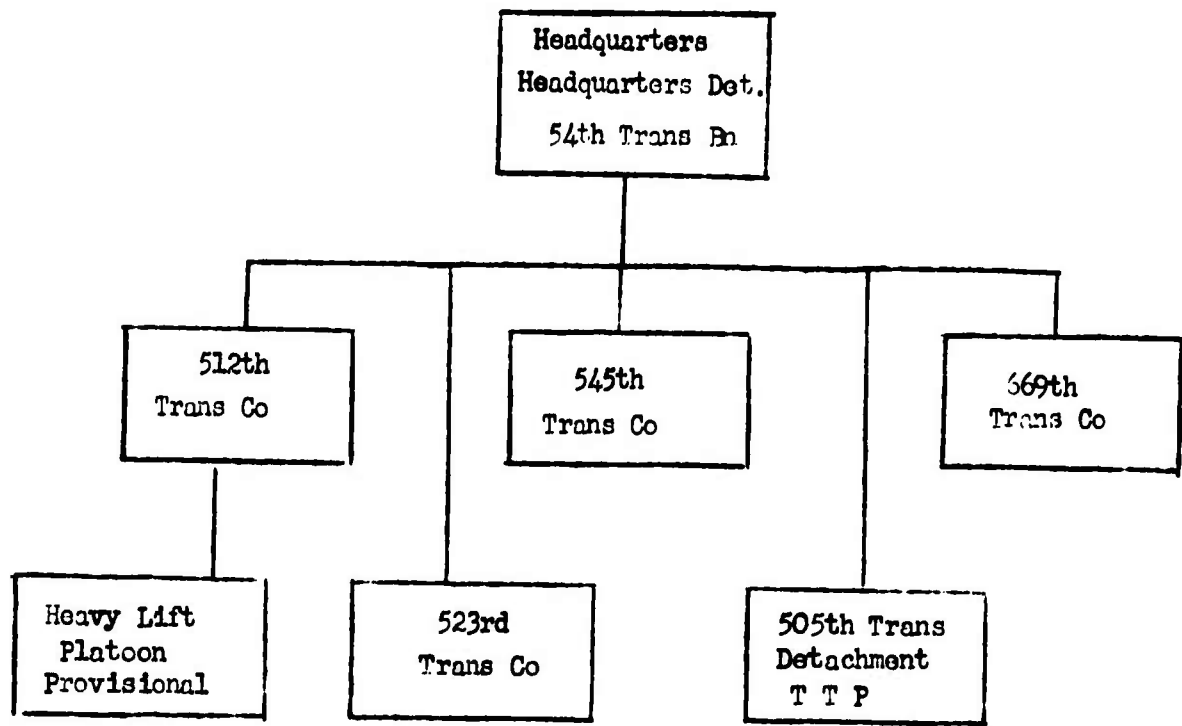 Headquarters
Headquarters Det.
54th Trans Bn
512th
Trans Co
545th
Trans Co
669th
Trans Co
Heavy Lift
Platoon
Provisional
523rd
Trans Co
505th Trans
Detachment
T T P